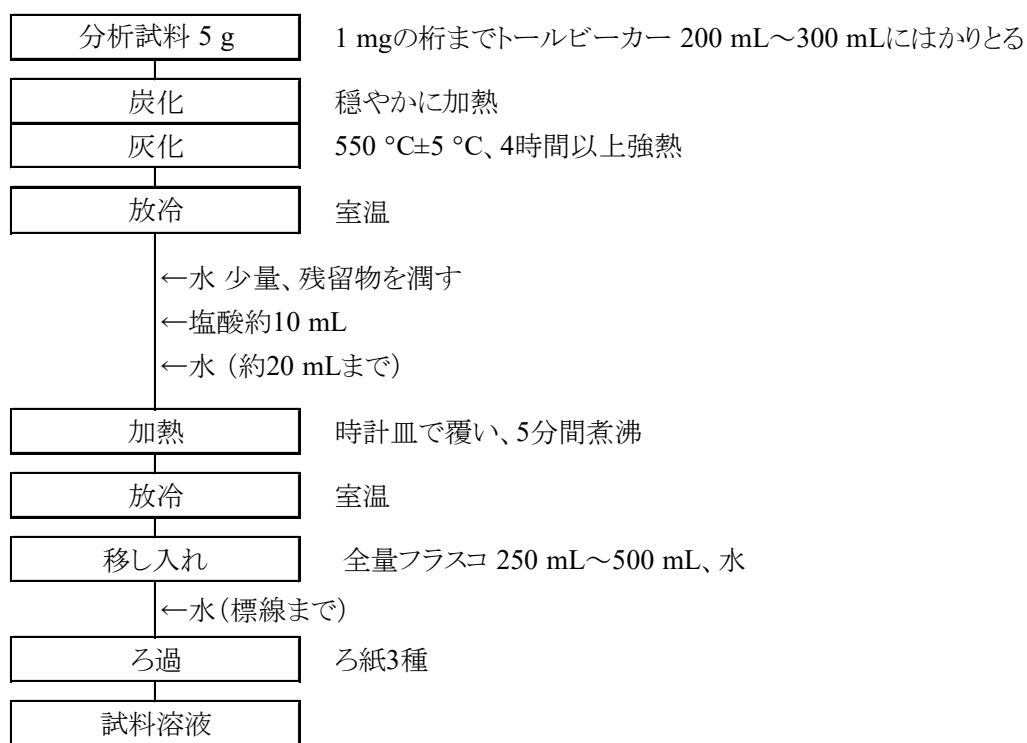 分析試料 5 g 1 mgの桁までトールビーカー 200 mL～300 mLにはかりとる
炭化 穏やかに加熱
灰化 550 °C±5 °C、4時間以上強熱
放冷 室温
←水 少量、残留物を潤す
←塩酸約10 mL
←水（約20 mLまで）
加熱 時計皿で覆い、5分間煮沸
放冷 室温
移し入れ 全量フラスコ 250 mL～500 mL、水
←水（標線まで）
ろ過 ろ紙3種
試料溶液